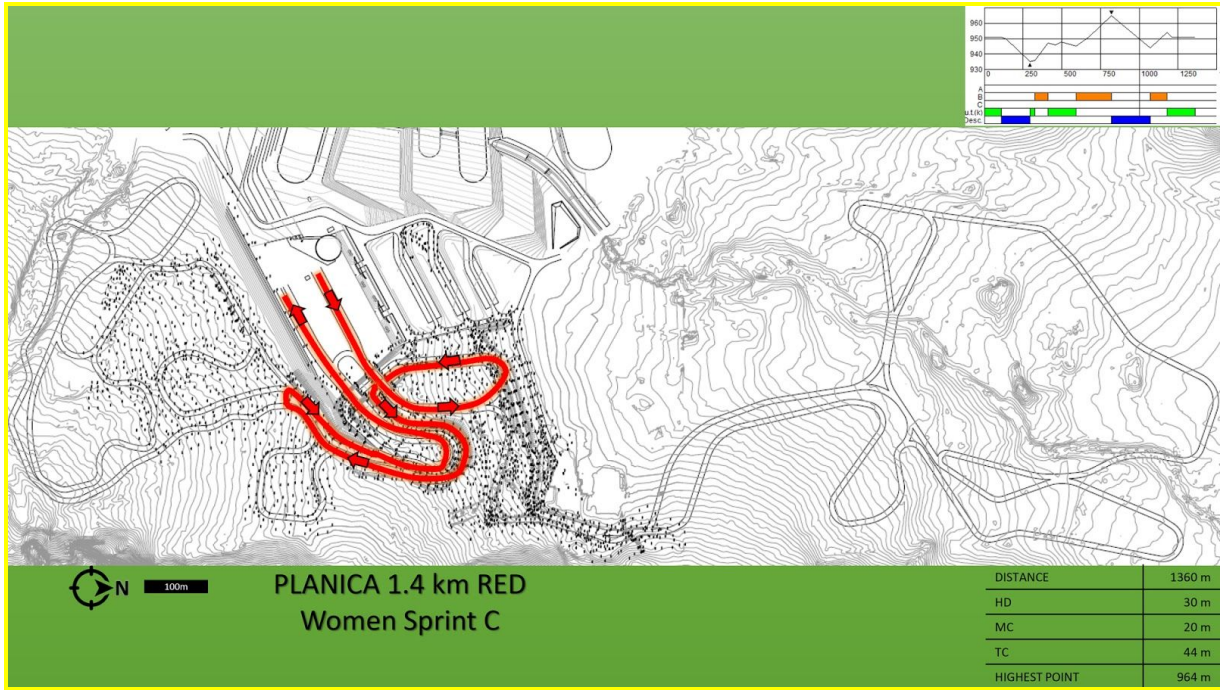 960
950
940
930
0 250 500 750 1000 1250
A
B
C
u.t(k)
Desc.
N
100m
PLANICA 1.4 km RED
Women Sprint C
DISTANCE 1360 m
HD 30 m
MC 20 m
TC 44 m
HIGHEST POINT 964 m